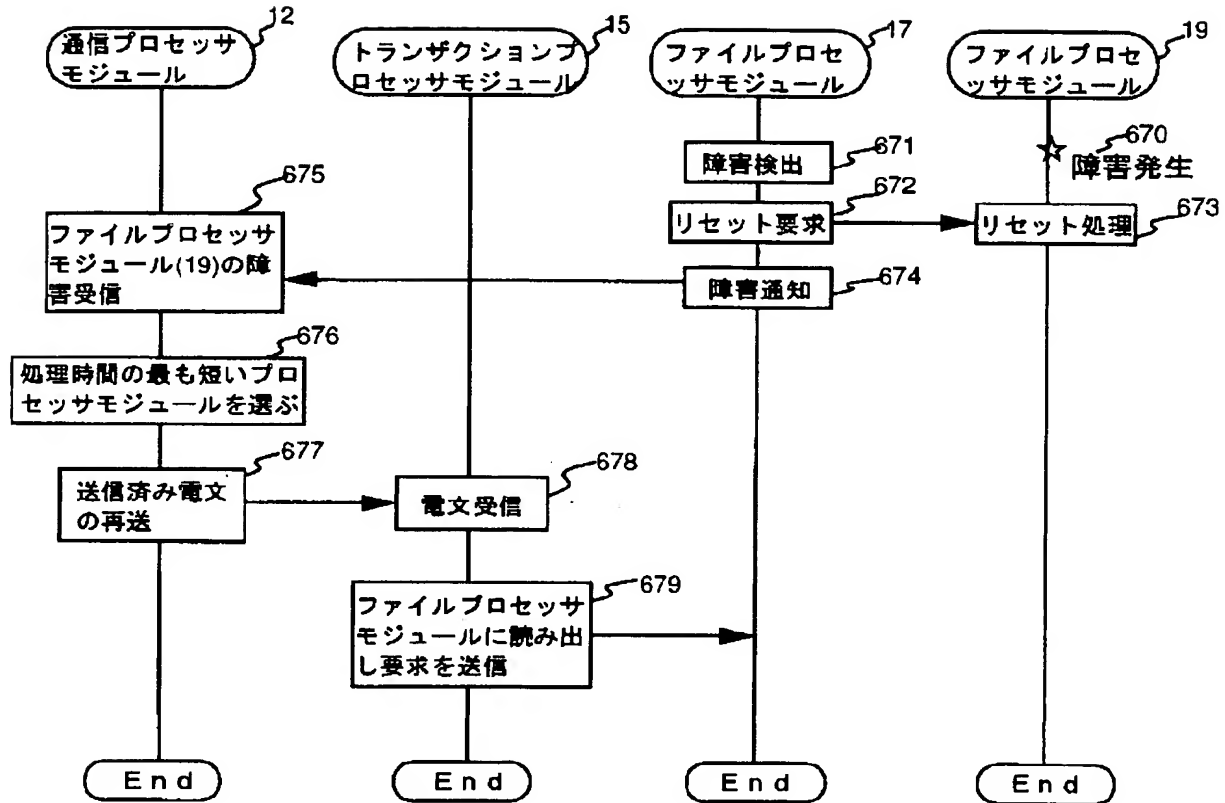 12
通信プロセッサ
モジュール
15
トランザクションプ
ロセッサモジュール
17
ファイルプロセ
ッサモジュール
19
ファイルプロセ
ッサモジュール
670
障害発生
671
障害検出
672
リセット要求
673
リセット処理
674
障害通知
675
ファイルプロセッサ
モジュール(19)の障
害受信
676
処理時間の最も短いプロ
セッサモジュールを選ぶ
677
送信済み電文
の再送
678
電文受信
679
ファイルプロセッサ
モジュールに読み出
し要求を送信
End
End
End
End